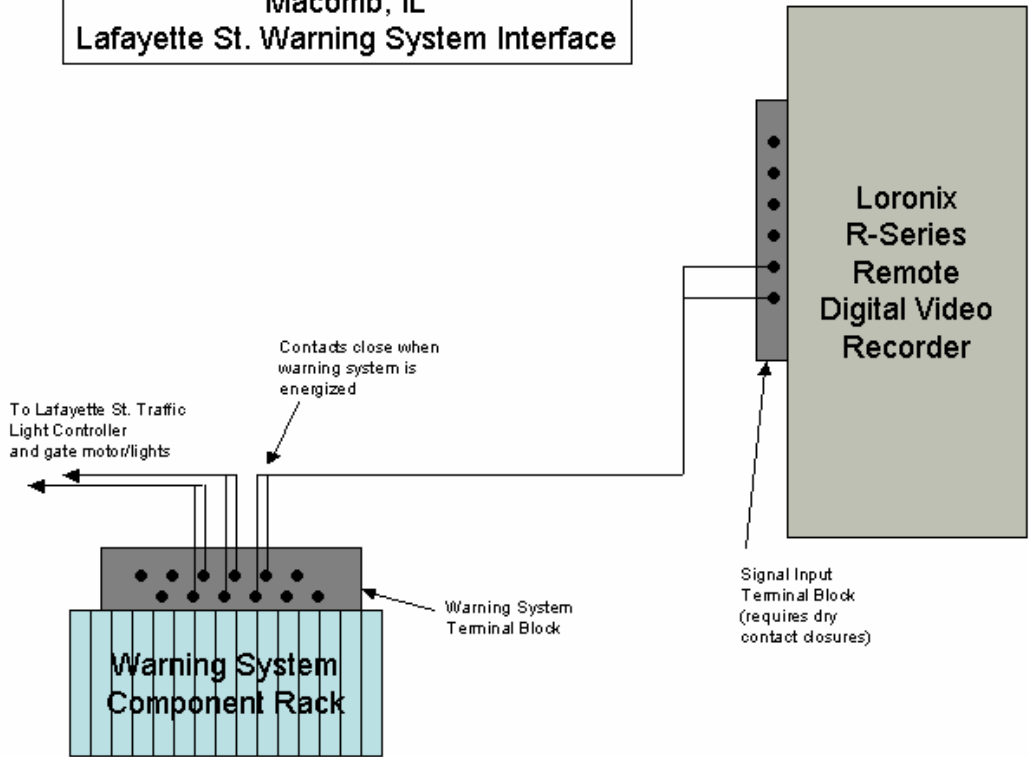 Macomb, IL
Lafayette St. Warning System Interface
Loronix
R-Series
Remote
Digital Video
Recorder
Contacts close when
warning system is
energized
To Lafayette St. Traffic
Light Controller
and gate motor/lights
Signal Input
Terminal Block
(requires dry
contact closures)
Warning System
Terminal Block
Warning System
Component Rack